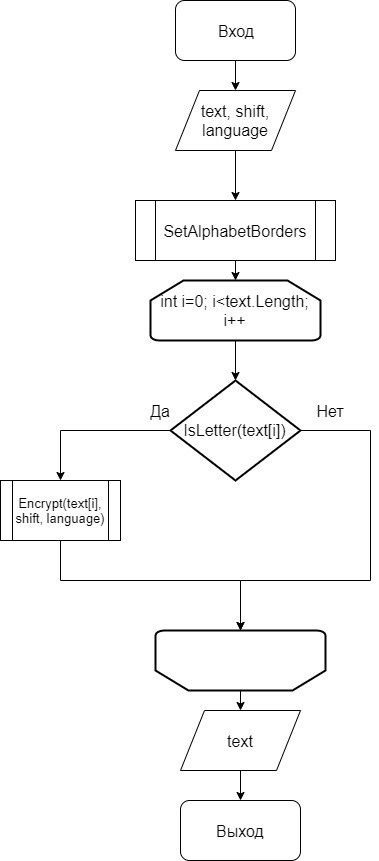 Вход
text, shift,
language
SetAlphabetBorders
int i=0; i<text.Length;
i++
IsLetter(text[i])
Да
Нет
Encrypt(text[i],
shift, language)
text
Выход